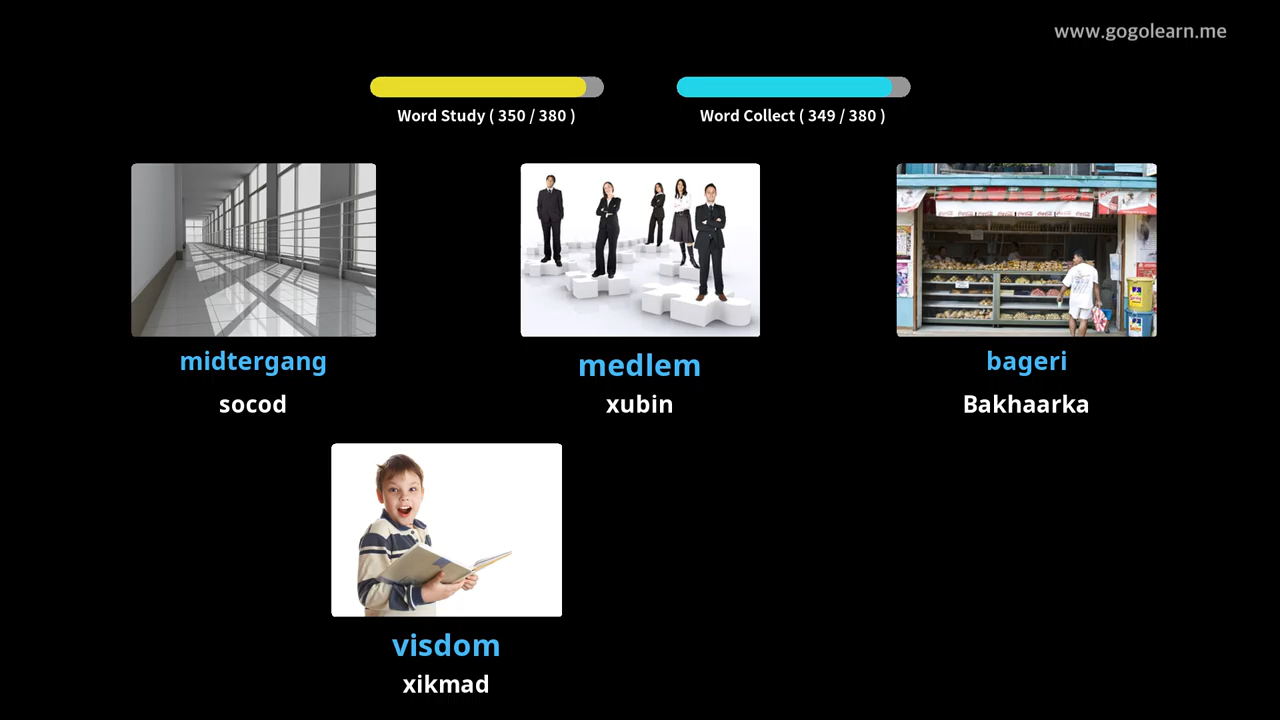 www.gogolearn.me
Word Study ( 350 / 380 )
Word Collect ( 349 / 380 )
midtergang
medlem
bageri
socod
xubin
Bakhaarka
visdom
xikmad